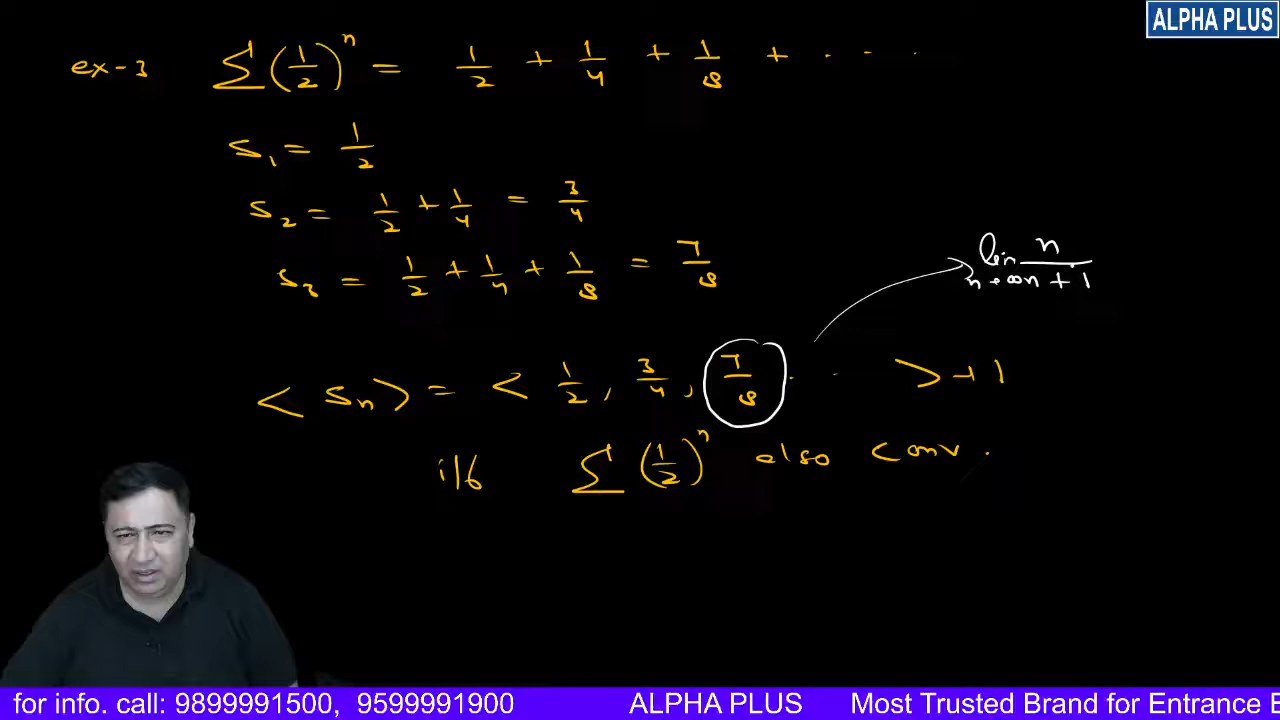 ALPHA PLUS
ex-3 ∑(1/2)^n = 1/2 + 1/4 + 1/8 + . - - .
S1 = 1/2
S2 = 1/2 + 1/4 = 3/4
S3 = 1/2 + 1/4 + 1/8 = 7/8
lim n→∞ n/n+1
< Sn > = < 1/2, 3/4, 7/8 - - > → 1
∑(1/2)^n also conv.
for info. call: 9899991500, 9599991900 ALPHA PLUS Most Trusted Brand for Entrance E